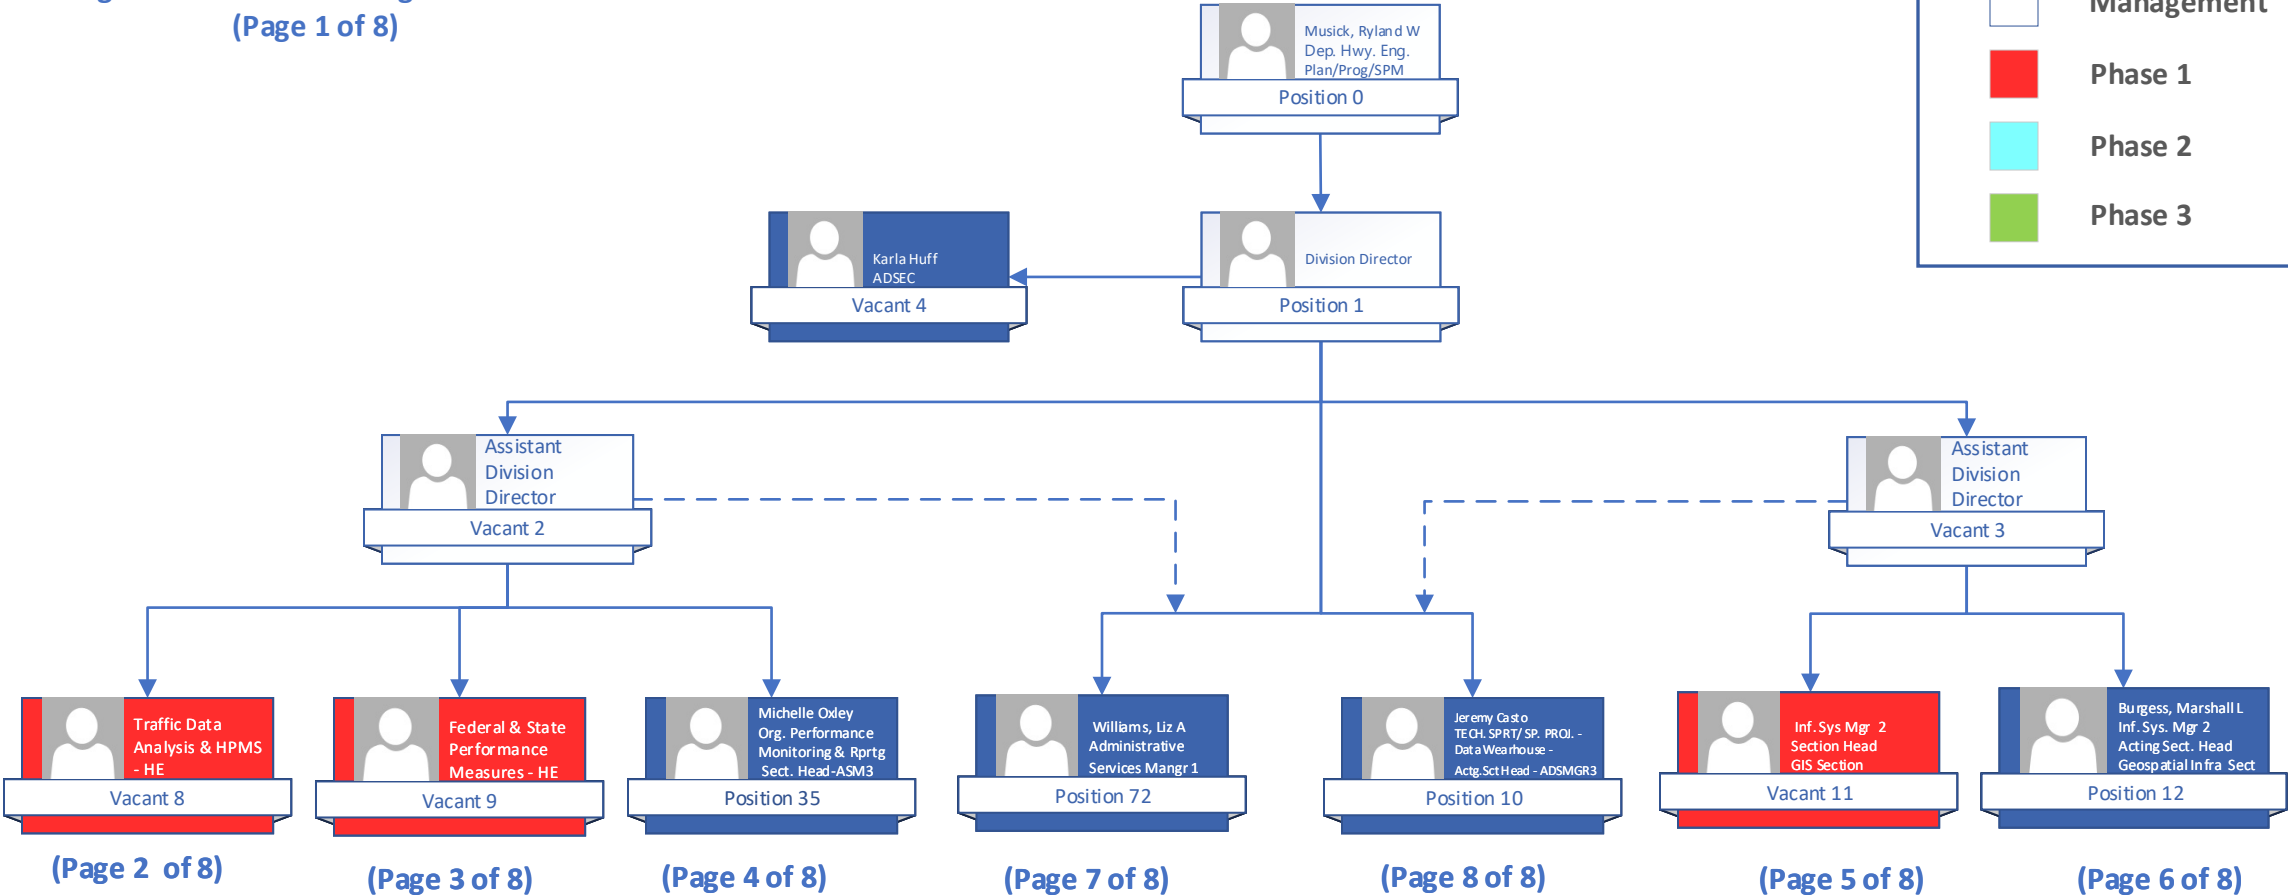 (Page 1 of 8)
Management
Phase 1
Phase 2
Phase 3
Musick, Ryland W
Dep. Hwy. Eng.
Plan/Prog/SPM
Position 0
Karla Huff
ADSEC
Vacant 4
Division Director
Position 1
Assistant
Division
Director
Vacant 2
Assistant
Division
Director
Vacant 3
Traffic Data
Analysis & HPMS
- HE
Vacant 8
(Page 2 of 8)
Federal & State
Performance
Measures - HE
Vacant 9
(Page 3 of 8)
Michelle Oxley
Org. Performance
Monitoring & Rprtg
Sect. Head-ASM3
Position 35
(Page 4 of 8)
Williams, Liz A
Administrative
Services Mangr 1
Position 72
(Page 7 of 8)
Jeremy Casto
TECH. SPRT/ SP. PROJ. -
Data Wearhouse -
Actg.Sct Head - ADSMGR3
Position 10
(Page 8 of 8)
Inf. Sys Mgr 2
Section Head
GIS Section
Vacant 11
(Page 5 of 8)
Burgess, Marshall L
Inf. Sys. Mgr 2
Acting Sect. Head
Geospatial Infra Sect
Position 12
(Page 6 of 8)